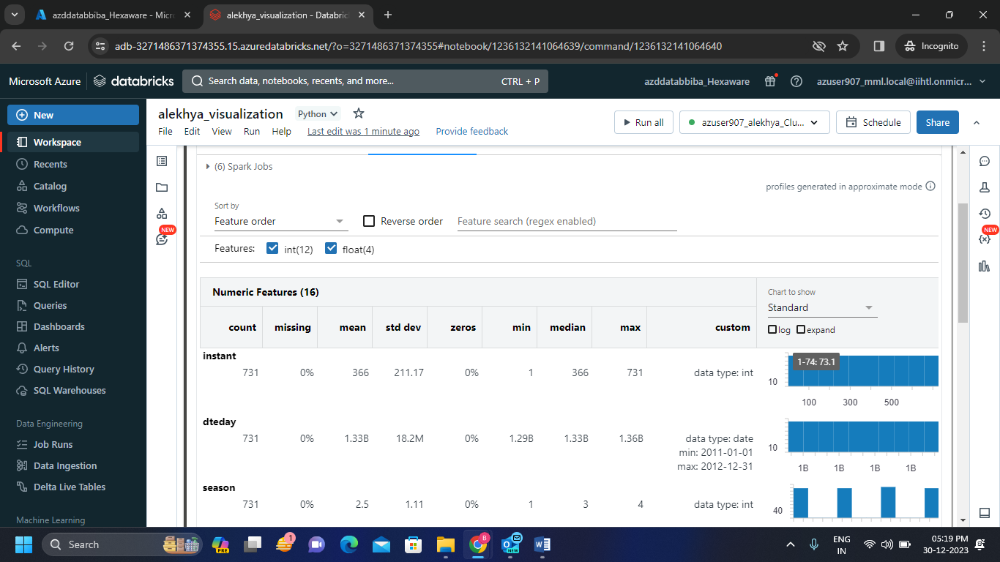 azddatabbiba_Hexaware - Micr
alekhya_visualization - Databric
adb-3271486371374355.15.azuredatabricks.net/?o=3271486371374355#notebook/1236132141064639/command/1236132141064640
Incognito
Microsoft Azure
databricks
Search data, notebooks, recents, and more...
CTRL + P
azddatabbiba_Hexaware
azuser907_mml.local@iihtl.onmicr...
New
Workspace
Recents
Catalog
Workflows
Compute
SQL
SQL Editor
Queries
Dashboards
Alerts
Query History
SQL Warehouses
Data Engineering
Job Runs
Data Ingestion
Delta Live Tables
Machine Learning
alekhya_visualization
Python
File Edit View Run Help Last edit was 1 minute ago Provide feedback
Run all
azuser907_alekhya_Clu...
Schedule
Share
NEW
NEW
(6) Spark Jobs
profiles generated in approximate mode
Sort by
Feature order
Reverse order
Feature search (regex enabled)
Features: int(12) float(4)
Numeric Features (16)
Chart to show
Standard
log expand
count missing mean std dev zeros min median max custom
instant
731 0% 366 211.17 0% 1 366 731 data type: int
1-74: 73.1
10
100 300 500
dteday
731 0% 1.33B 18.2M 0% 1.29B 1.33B 1.36B data type: date
min: 2011-01-01
max: 2012-12-31
10
1B 1B 1B 1B
season
731 0% 2.5 1.11 0% 1 3 4 data type: int
40
Search
PRE
1
8
NEW
ENG
IN
05:19 PM
30-12-2023